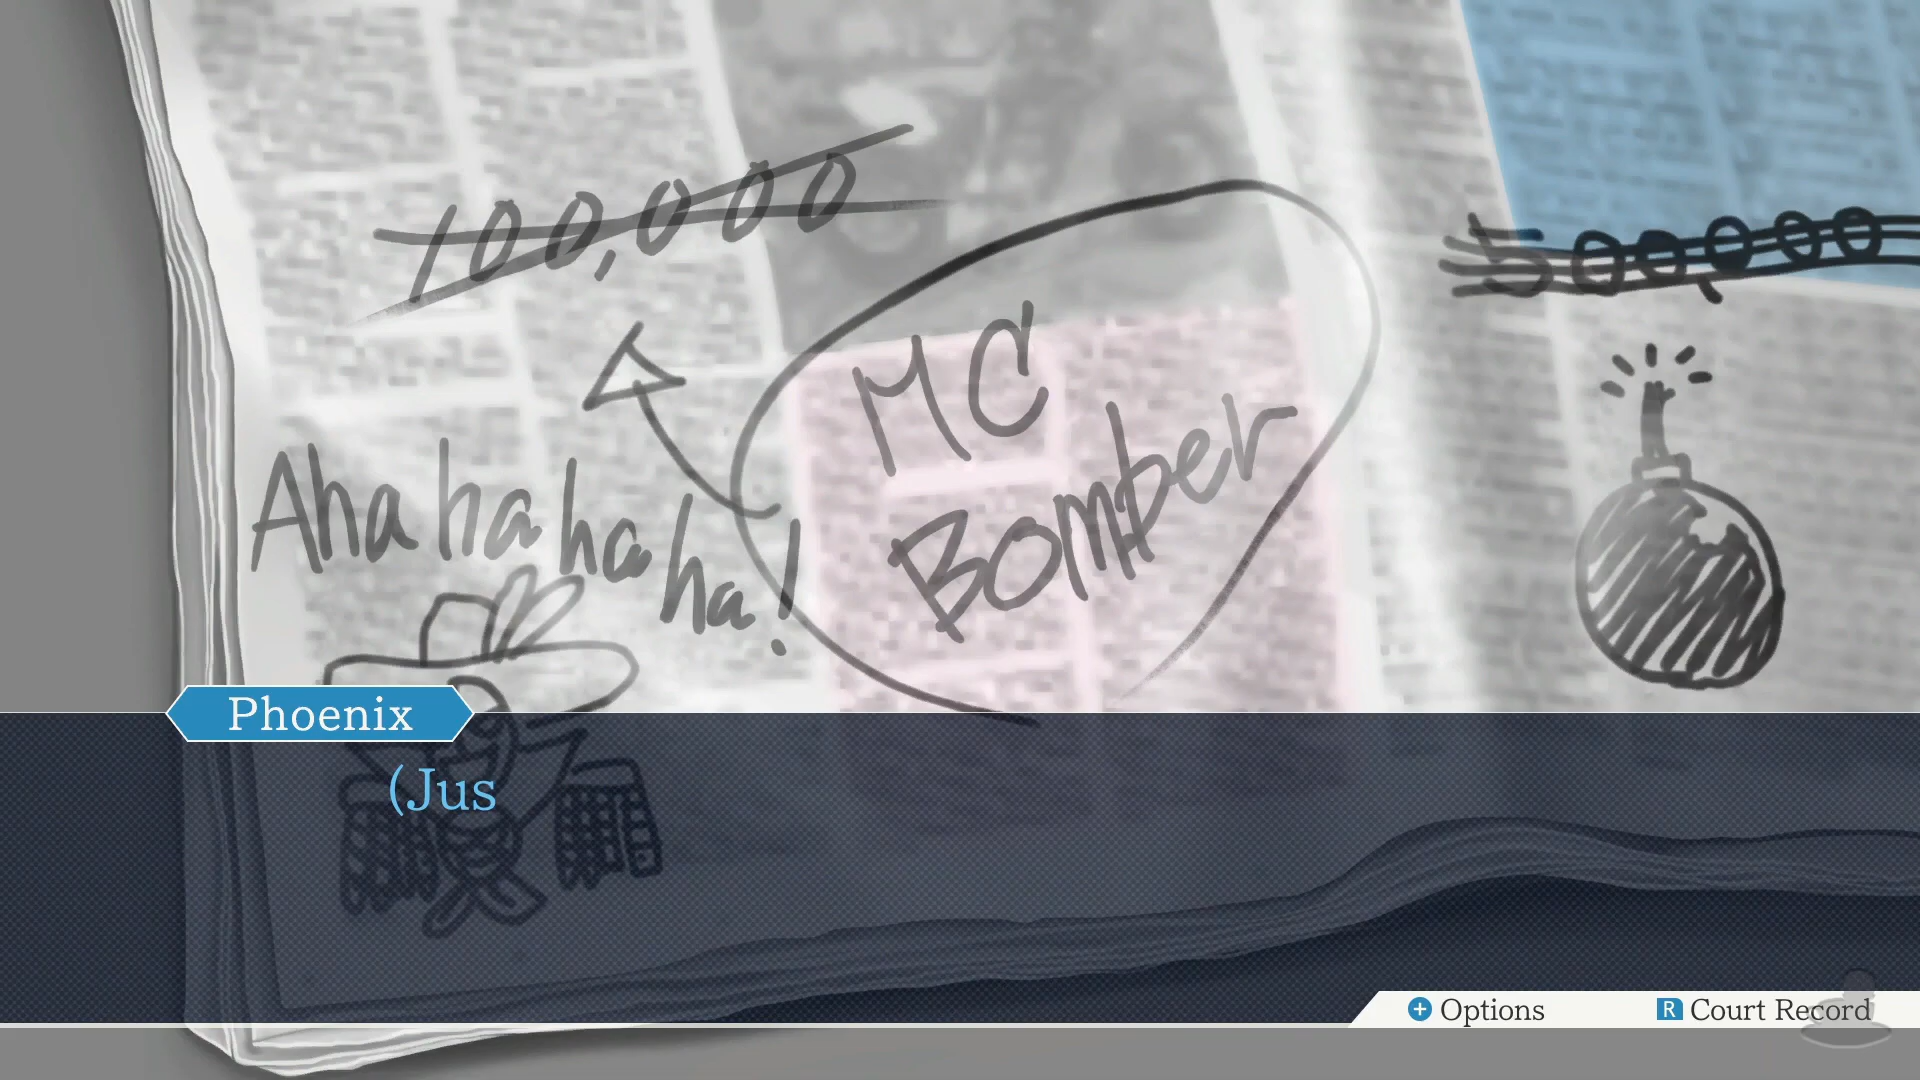 100,000
500,000
MC
Bomber
Ahahahaha!
Phoenix
(Jus
+ Options
R Court Record